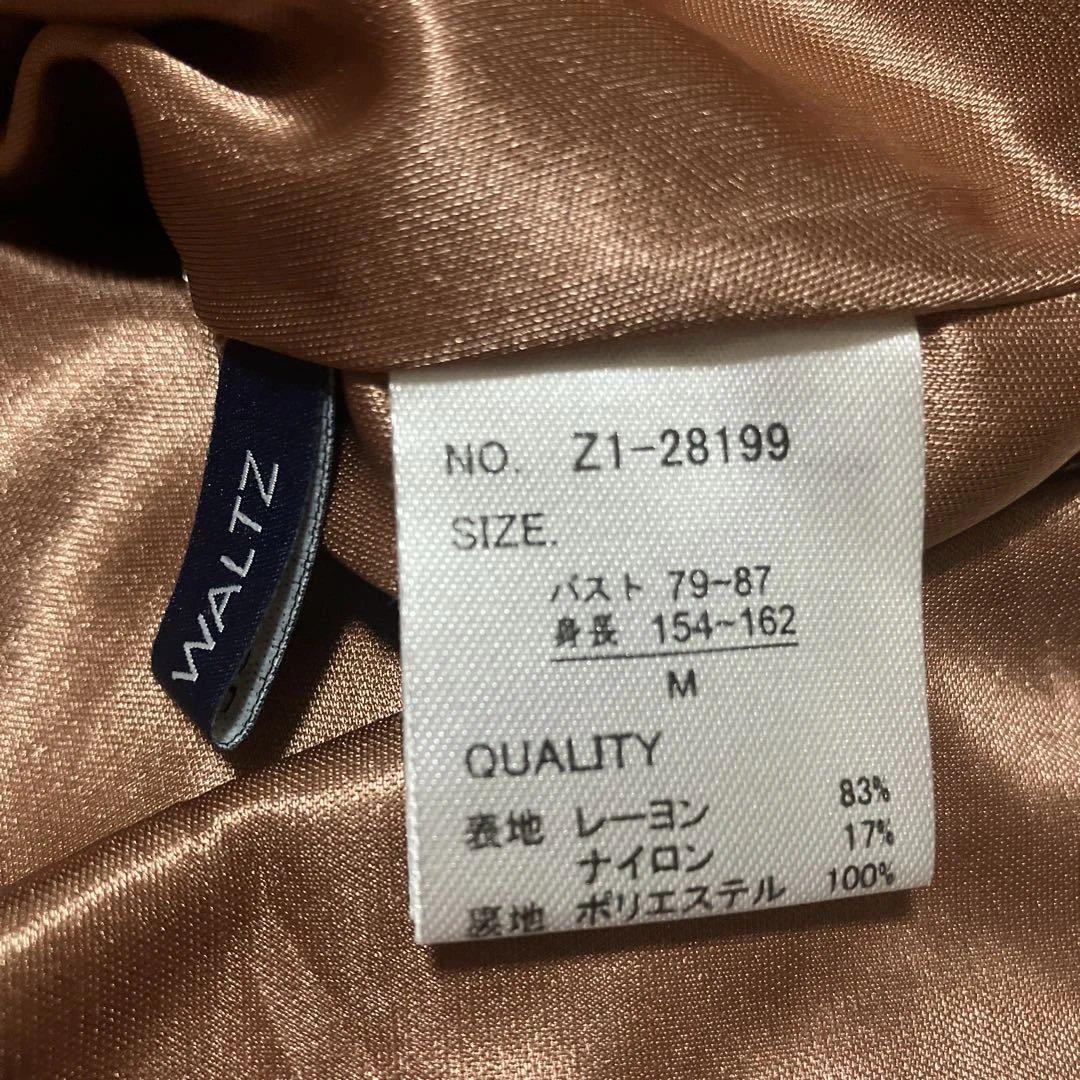 WALTZ
NO. Z1-28199
SIZE.
バスト 79~87
身長 154~162
M
QUALITY
表地 レーヨン 83%
ナイロン 17%
裏地 ポリエステル 100%